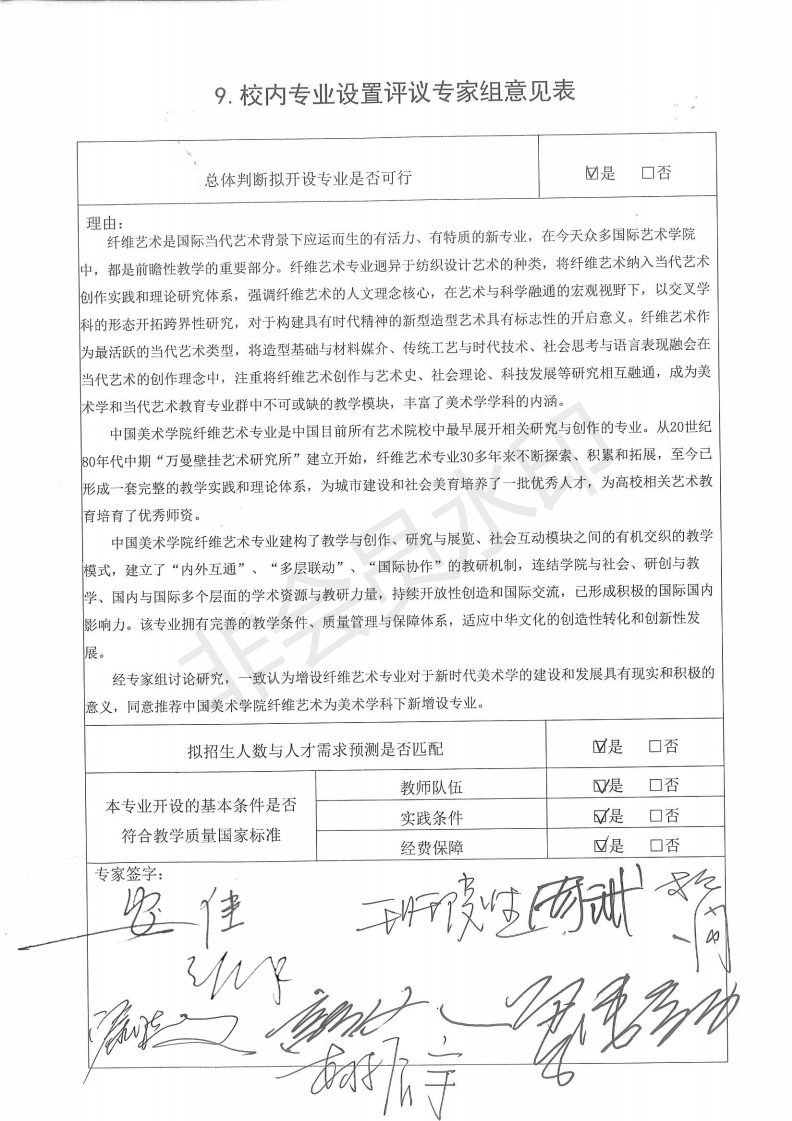 9.校内专业设置评议专家组意见表
总体判断拟开设专业是否可行
☑是 □否
理由：
纤维艺术是国际当代艺术背景下应运而生的有活力、有特质的新专业，在今天众多国际艺术学院
中，都是前瞻性教学的重要部分。纤维艺术专业迥异于纺织设计艺术的种类，将纤维艺术纳入当代艺术
创作实践和理论研究体系，强调纤维艺术的人文理念核心，在艺术与科学融通的宏观视野下，以交叉学
科的形态开拓跨界性研究，对于构建具有时代精神的新型造型艺术具有标志性的开启意义。纤维艺术作
为最活跃的当代艺术类型，将造型基础与材料媒介、传统工艺与时代技术、社会思考与语言表现融会在
当代艺术的创作理念中，注重将纤维艺术创作与艺术史、社会理论、科技发展等研究相互融通，成为美
术学和当代艺术教育专业群中不可或缺的教学模块，丰富了美术学学科的内涵。
中国美术学院纤维艺术专业是中国目前所有艺术院校中最早展开相关研究与创作的专业。从20世纪
80年代中期“万曼壁挂艺术研究所”建立开始，纤维艺术专业30多年来不断探索、积累和拓展，至今已
形成一套完整的教学实践和理论体系，为城市建设和社会美育培养了一批优秀人才，为高校相关艺术教
育培育了优秀师资。
中国美术学院纤维艺术专业建构了教学与创作、研究与展览、社会互动模块之间的有机交织的教学
模式，建立了“内外互通”、“多层联动”、“国际协作”的教研机制，连结学院与社会、研创与教
学、国内与国际多个层面的学术资源与教研力量，持续开放性创造和国际交流，已形成积极的国际国内
影响力。该专业拥有完善的教学条件、质量管理与保障体系，适应中华文化的创造性转化和创新性发
展。
经专家组讨论研究，一致认为增设纤维艺术专业对于新时代美术学的建设和发展具有现实和积极的
意义，同意推荐中国美术学院纤维艺术为美术学科下新增设专业。
非会员水印
拟招生人数与人才需求预测是否匹配
☑是 □否
本专业开设的基本条件是否
符合教学质量国家标准
教师队伍
☑是 □否
实践条件
☑是 □否
经费保障
☑是 □否
专家签字：